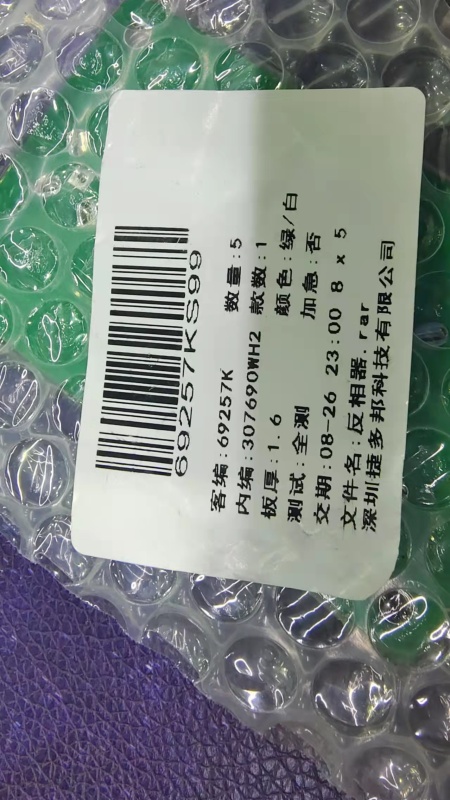 69257KS99
客编:69257K 数量:5
内编:307690WH2 款数:1
板厚:1.6 颜色:绿/白
测试:全测 加急:否
交期:08-26 23:00 8 x 5
文件名:反相器.rar
深圳捷多邦科技有限公司